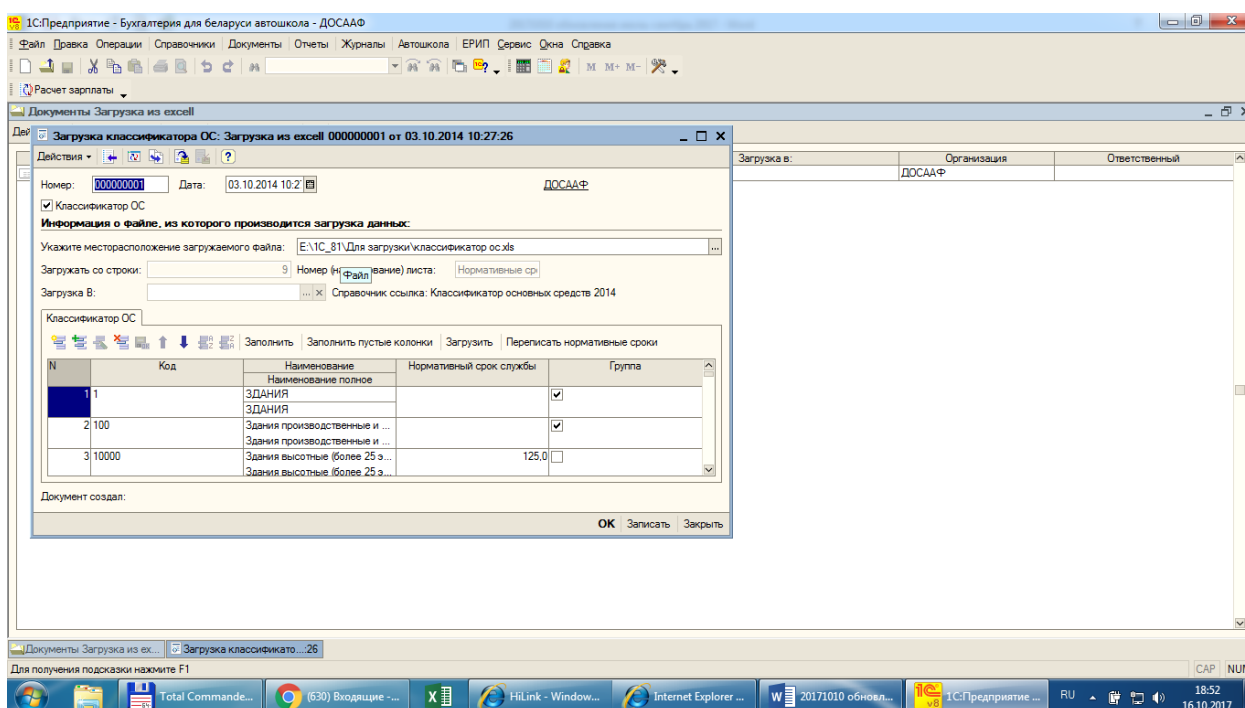 1С:Предприятие - Бухгалтерия для беларуси автошкола - ДОСААФ
Файл Правка Операции Справочники Документы Отчеты Журналы Автошкола ЕРИП Сервис Окна Справка
M M+ M-
Расчет зарплаты
Документы Загрузка из excell
Загрузка классификатора ОС: Загрузка из excell 000000001 от 03.10.2014 10:27:26
Действия
Загрузка в: Организация Ответственный
ДОСААФ
Номер: 000000001 Дата: 03.10.2014 10:2 ДОСААФ
Классификатор ОС
Информация о файле, из которого производится загрузка данных:
Укажите месторасположение загружаемого файла: E:\1C_81\Для загрузки\классификатор ос.xls ...
Загружать со строки: 9 Номер (на Файл вание) листа: Нормативные ср
Загрузка В: ... × Справочник ссылка: Классификатор основных средств 2014
Классификатор ОС
Заполнить Заполнить пустые колонки Загрузить Переписать нормативные сроки
N Код Наименование Нормативный срок службы Группа
Наименование полное
1 1 ЗДАНИЯ
ЗДАНИЯ
2 100 Здания производственные и ...
Здания производственные и ...
3 10000 Здания высотные (более 25 э... 125,0
Здания высотные (более 25 э...
Документ создал:
OK Записать Закрыть
Документы Загрузка из ex... Загрузка классификато...:26
Для получения подсказки нажмите F1 CAP NUM
Total Commande... (630) Входящие -... HiLink - Window... Internet Explorer ... 20171010 обновл... 1С:Предприятие ... RU 18:52
16.10.2017